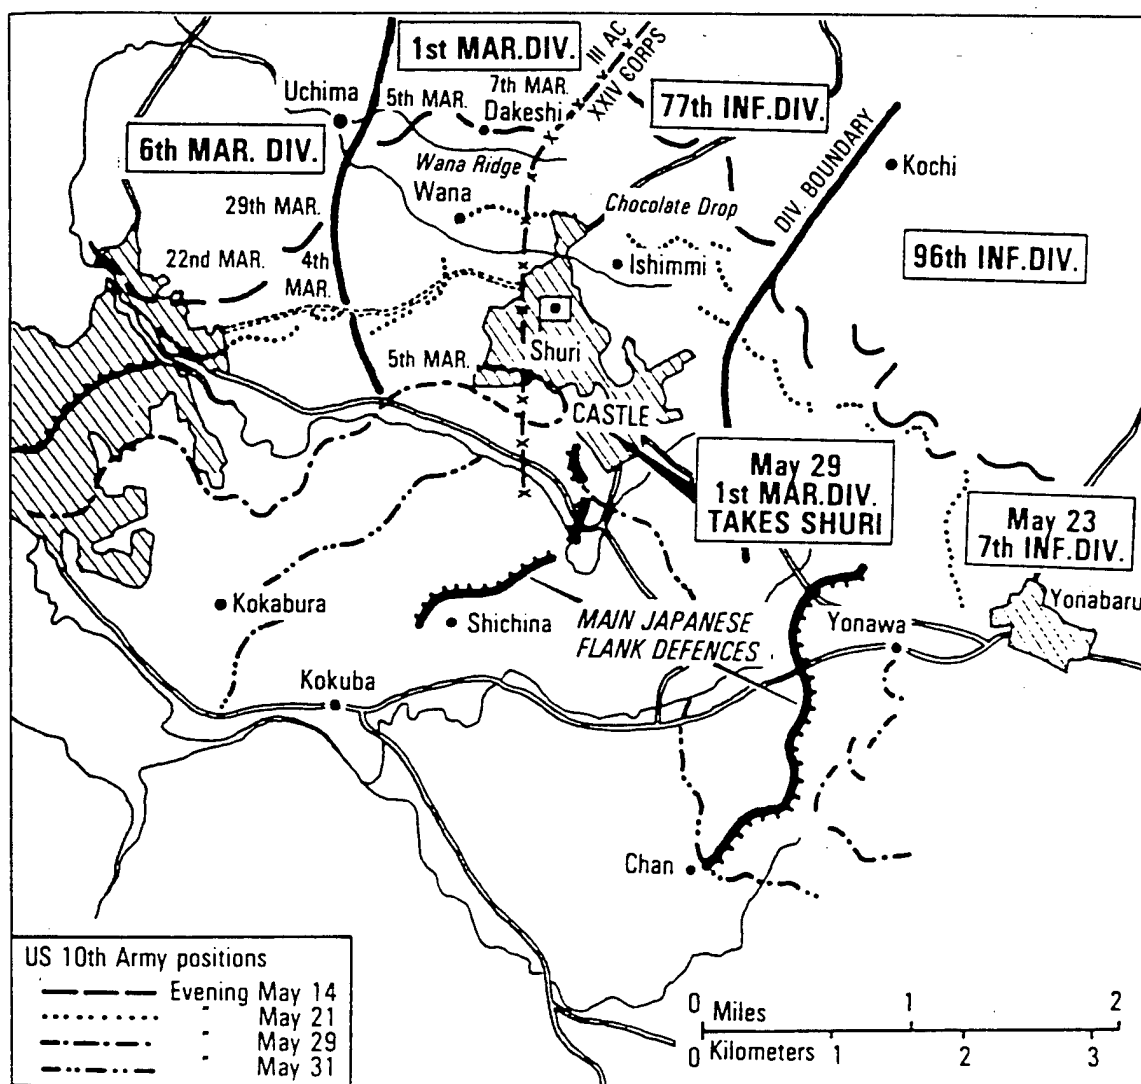 1st MAR.DIV.
III AC
XXIV CORPS
7th MAR.
5th MAR.
Dakeshi
77th INF.DIV.
Uchima
6th MAR. DIV.
Wana Ridge
Wana
Kochi
DIV. BOUNDARY
Chocolate Drop
29th MAR.
22nd MAR.
4th
MAR.
Ishimmi
96th INF.DIV.
Shuri
5th MAR.
CASTLE
May 29
1st MAR.DIV.
TAKES SHURI
May 23
7th INF.DIV.
Yonabaru
Kokabura
Shichina
MAIN JAPANESE
FLANK DEFENCES
Yonawa
Kokuba
Chan
US 10th Army positions
Evening May 14
" May 21
" May 29
" May 31
0 1 2
Miles
Kilometers
0 1 2 3